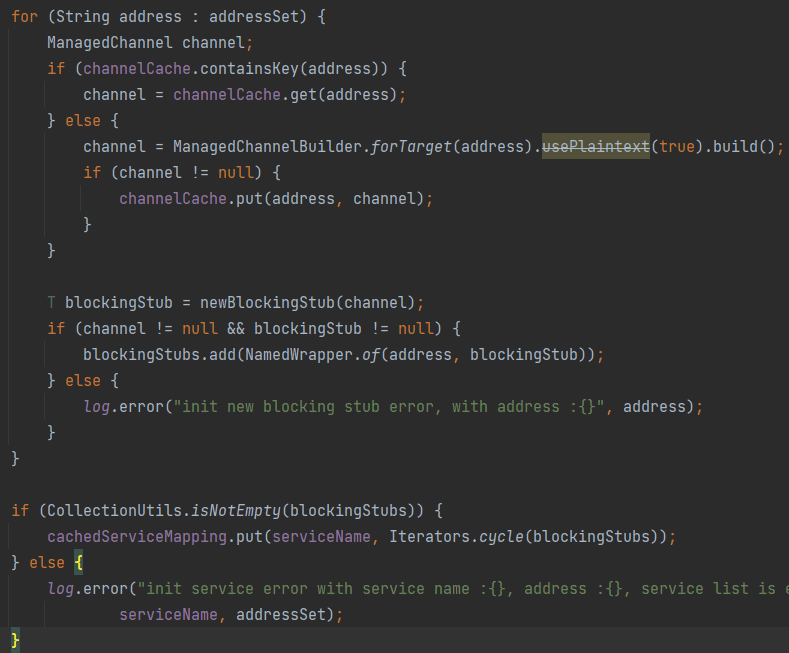 for (String address : addressSet) {
    ManagedChannel channel;
    if (channelCache.containsKey(address)) {
        channel = channelCache.get(address);
    } else {
        channel = ManagedChannelBuilder.forTarget(address).usePlaintext(true).build();
        if (channel != null) {
            channelCache.put(address, channel);
        }
    }

    T blockingStub = newBlockingStub(channel);
    if (channel != null && blockingStub != null) {
        blockingStubs.add(NamedWrapper.of(address, blockingStub));
    } else {
        log.error("init new blocking stub error, with address :{}", address);
    }
}

if (CollectionUtils.isNotEmpty(blockingStubs)) {
    cachedServiceMapping.put(serviceName, Iterators.cycle(blockingStubs));
} else {
    log.error("init service error with service name :{}, address :{}, service list is
            serviceName, addressSet);
}